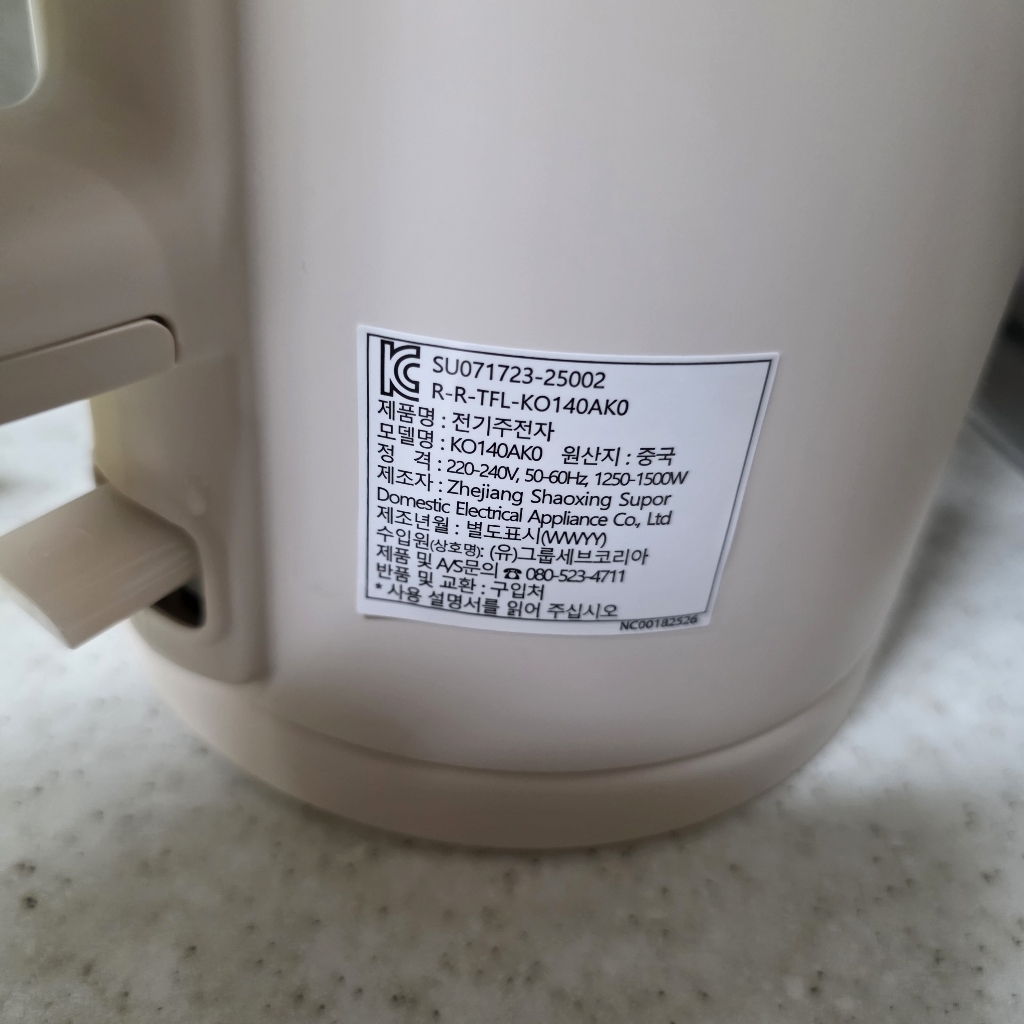 KC SU071723-25002
R-R-TFL-KO140AK0
제품명 : 전기주전자
모델명 : KO140AK0 원산지 : 중국
정 격 : 220-240V, 50-60Hz, 1250-1500W
제조자 : Zhejiang Shaoxing Supor
Domestic Electrical Appliance Co., Ltd
제조년월 : 별도표시(WWYY)
수입원(상호명): (유)그룹세브코리아
제품 및 A/S문의 ☎ 080-523-4711
반품 및 교환 : 구입처
* 사용 설명서를 읽어 주십시오
NC00182526